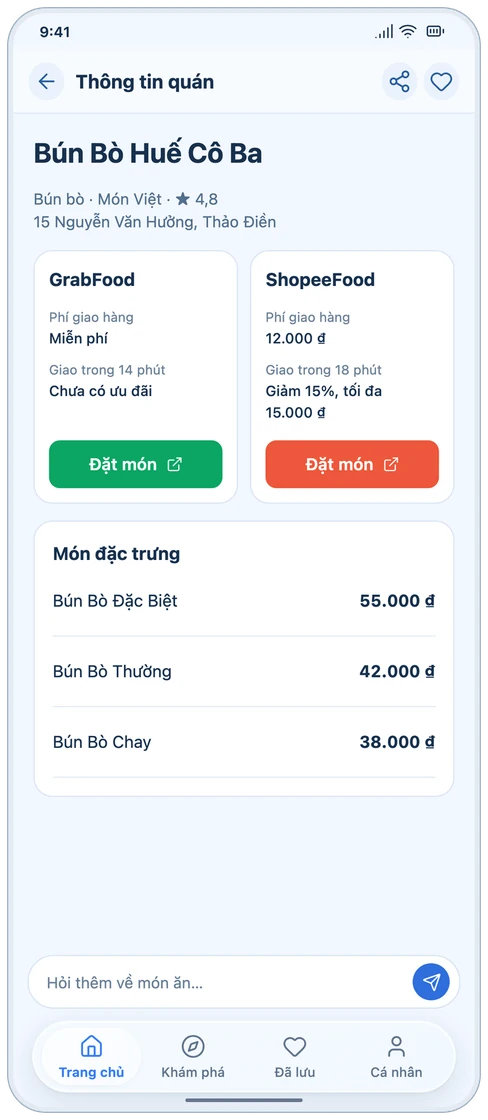 9:41
Thông tin quán
Bún Bò Huế Cô Ba
Bún bò · Món Việt · ★ 4,8
15 Nguyễn Văn Hưởng, Thảo Điền
GrabFood
Phí giao hàng
Miễn phí
Giao trong 14 phút
Chưa có ưu đãi
Đặt món
ShopeeFood
Phí giao hàng
12.000 ₫
Giao trong 18 phút
Giảm 15%, tối đa
15.000 ₫
Đặt món
Món đặc trưng
Bún Bò Đặc Biệt 55.000 ₫
Bún Bò Thường 42.000 ₫
Bún Bò Chay 38.000 ₫
Hỏi thêm về món ăn...
Trang chủ Khám phá Đã lưu Cá nhân